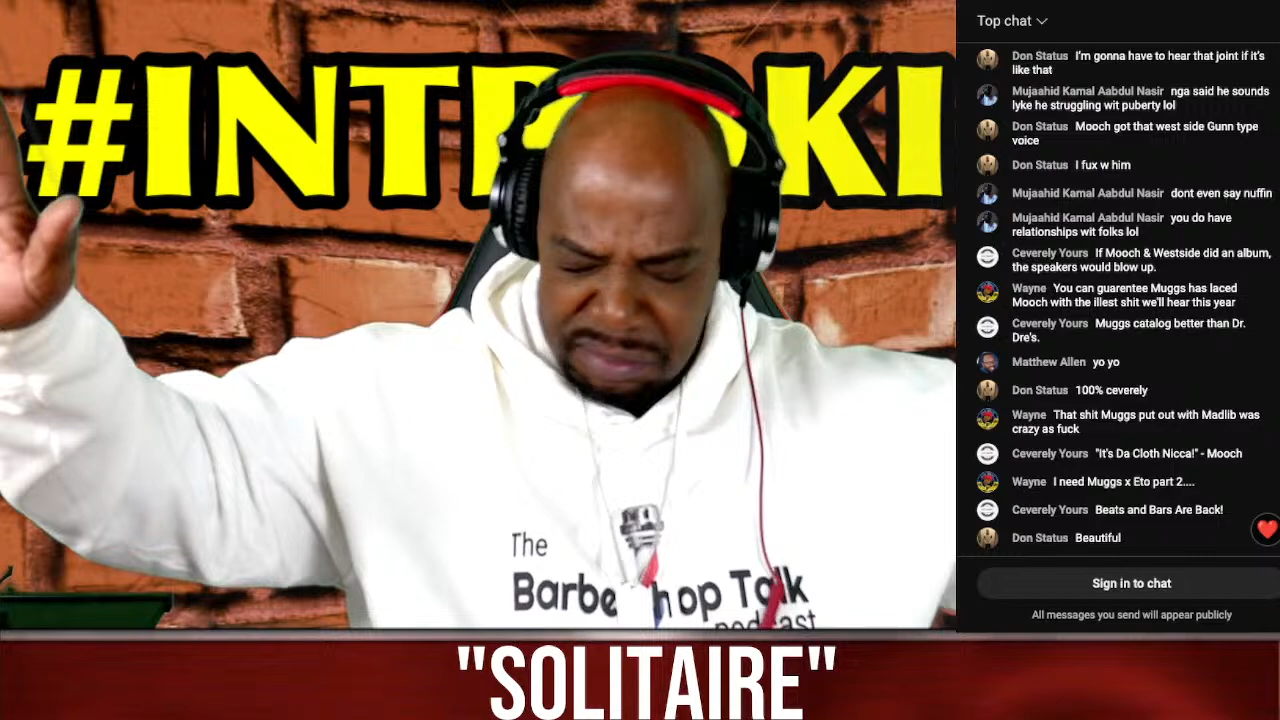 #INTR KI
The
Barbe hop Talk
podcast
"SOLITAIRE"
Top chat
Don Status I'm gonna have to hear that joint if it's
like that
Mujaahid Kamal Aabdul Nasir nga said he sounds
lyke he struggling wit puberty lol
Don Status Mooch got that west side Gunn type
voice
Don Status I fux w him
Mujaahid Kamal Aabdul Nasir dont even say nuffin
Mujaahid Kamal Aabdul Nasir you do have
relationships wit folks lol
Ceverely Yours If Mooch & Westside did an album,
the speakers would blow up.
Wayne You can guarentee Muggs has laced
Mooch with the illest shit we'll hear this year
Ceverely Yours Muggs catalog better than Dr.
Dre's.
Matthew Allen yo yo
Don Status 100% ceverely
Wayne That shit Muggs put out with Madlib was
crazy as fuck
Ceverely Yours "It's Da Cloth Nicca!" - Mooch
Wayne I need Muggs x Eto part 2....
Ceverely Yours Beats and Bars Are Back!
Don Status Beautiful
Sign in to chat
All messages you send will appear publicly